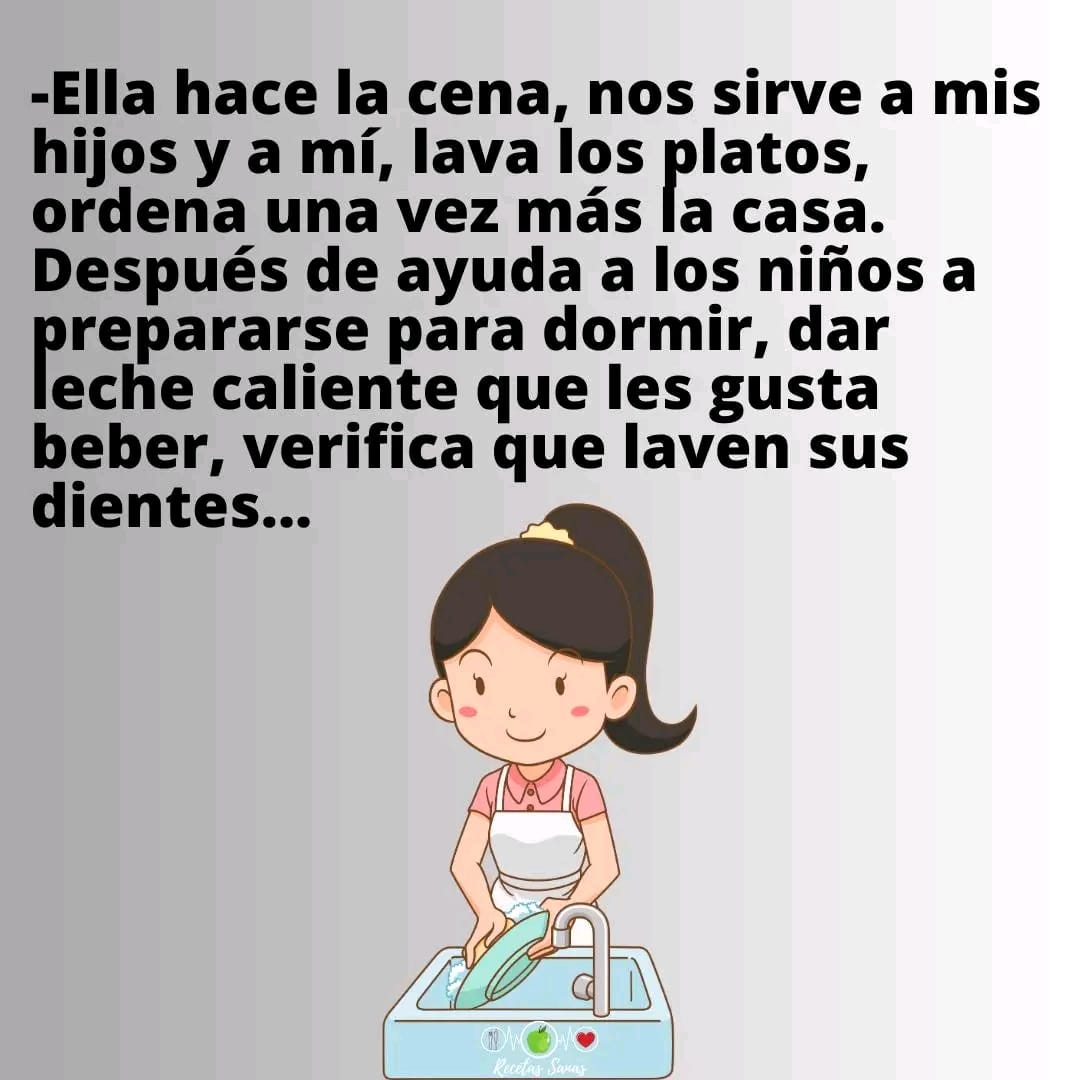 -Ella hace la cena, nos sirve a mis
hijos y a mí, lava los platos,
ordena una vez más la casa.
Después de ayuda a los niños a
prepararse para dormir, dar
leche caliente que les gusta
beber, verifica que laven sus
dientes...
Recetas Sanas